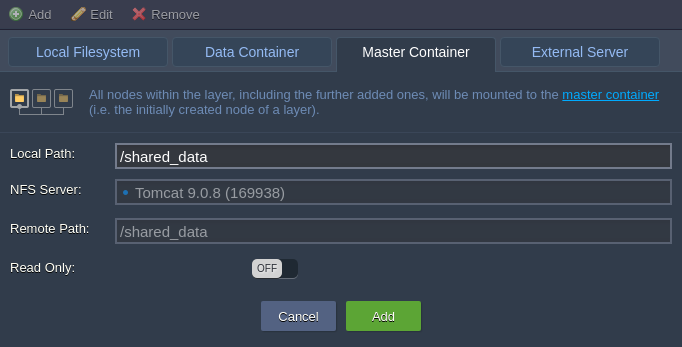 Add Edit Remove
Local Filesystem Data Container Master Container External Server
All nodes within the layer, including the further added ones, will be mounted to the master container
(i.e. the initially created node of a layer).
Local Path: /shared_data
NFS Server: Tomcat 9.0.8 (169938)
Remote Path: /shared_data
Read Only: OFF
Cancel Add